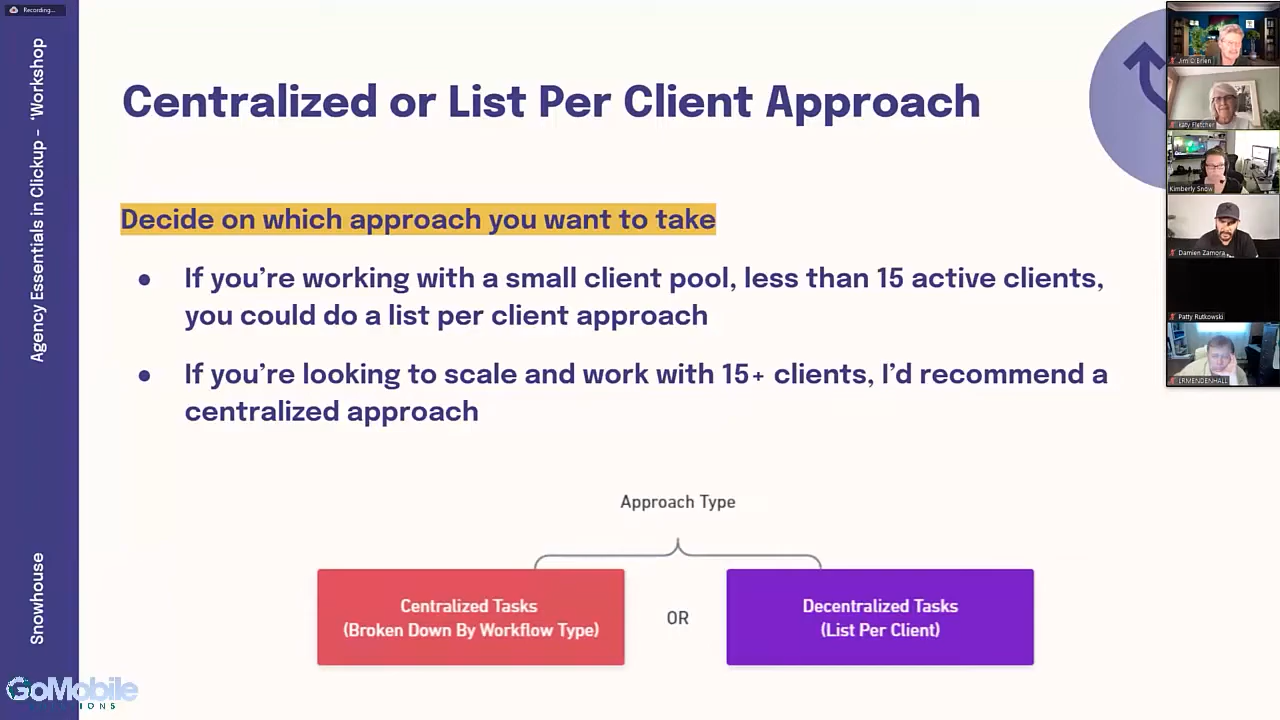 Recording...
Agency Essentials in Clickup - 'Workshop
Snowhouse
Centralized or List Per Client Approach
Decide on which approach you want to take
● If you're working with a small client pool, less than 15 active clients,
you could do a list per client approach
● If you're looking to scale and work with 15+ clients, I'd recommend a
centralized approach
Approach Type
Centralized Tasks
(Broken Down By Workflow Type)
OR
Decentralized Tasks
(List Per Client)
Katy Fletcher
Kimberly Snow
Damien Zamora
Patty Rutkowski
LRMENDENHALL
GoMobile